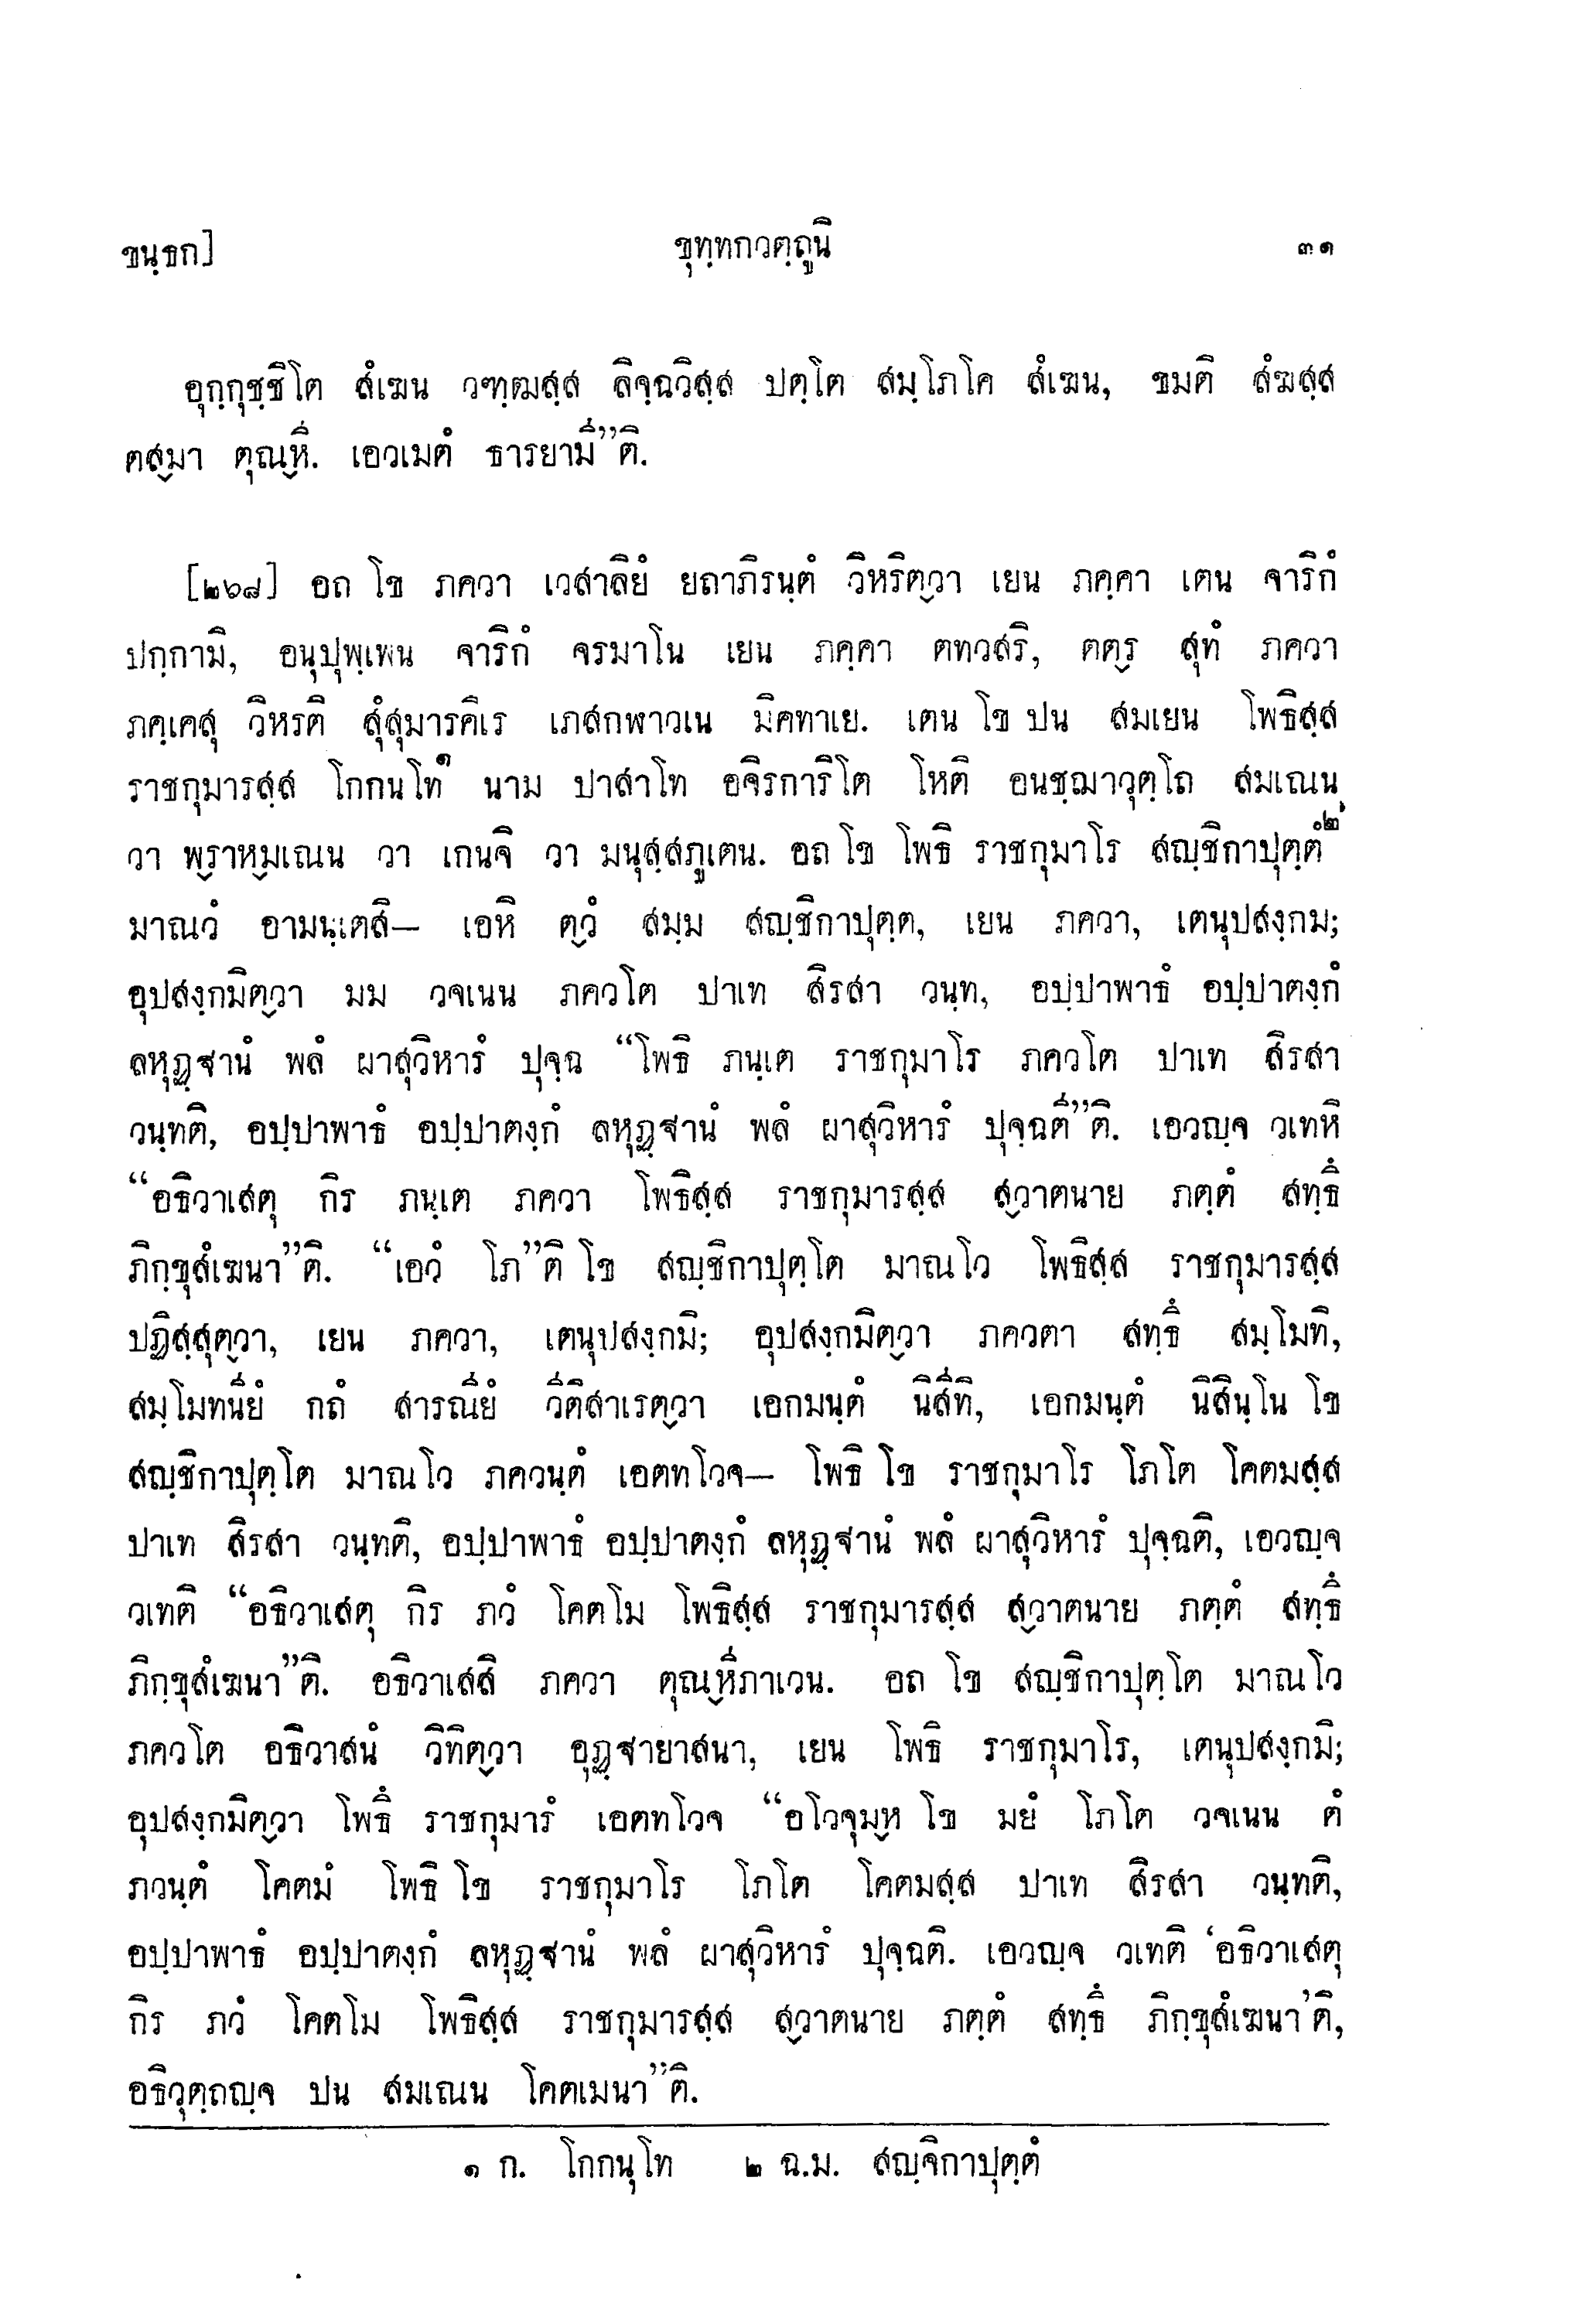 ขนฺธก] ขุทฺทกวตฺถูนิ ๓๑
อุกฺกุชฺชิโต สํเฆน วฑฺฒสฺส ลิจฺฉวิสฺส ปตฺโต สมฺโภโค สํเฆน, ขมติ สํฆสฺส
ตสฺมา ตุณฺหี. เอวเมตํ ธารยามี”ติ.
[๒๖๘] อถ โข ภควา เวสาลิยํ ยถาภิรนฺตํ วิหริตฺวา เยน ภคฺคา เตน จาริกํ
ปกฺกามิ, อนุปุพฺเพน จาริกํ จรมาโน เยน ภคฺคา ตทวสริ, ตตฺร สุทํ ภควา
ภคฺเคสุ วิหรติ สุํสุมารคิเร เภสกฬาวเน มิคทาเย. เตน โข ปน สมเยน โพธิสฺส
ราชกุมารสฺส โกกนโท๑ นาม ปาสาโท อจิรการิโต โหติ อนชฺฌาวุตฺโถ สมเณน
วา พฺราหฺมเณน วา เกนจิ วา มนุสฺสภูเตน. อถ โข โพธิ ราชกุมาโร สญฺชิกาปุตฺตํ๒
มาณวํ อามนฺเตสิ– เอหิ ตฺวํ สมฺม สญฺชิกาปุตฺต, เยน ภควา, เตนุปสงฺกม;
อุปสงฺกมิตฺวา มม วจเนน ภควโต ปาเท สิรสา วนฺท, อปฺปาพาธํ อปฺปาตงฺกํ
ลหุฏฺฐานํ พลํ ผาสุวิหารํ ปุจฺฉ “โพธิ ภนฺเต ราชกุมาโร ภควโต ปาเท สิรสา
วนฺทติ, อปฺปาพาธํ อปฺปาตงฺกํ ลหุฏฺฐานํ พลํ ผาสุวิหารํ ปุจฺฉตี”ติ. เอวญฺจ วเทหิ
“อธิวาเสตุ กิร ภนฺเต ภควา โพธิสฺส ราชกุมารสฺส สฺวาตนาย ภตฺตํ สทฺธึ
ภิกฺขุสํเฆนา”ติ. “เอวํ โภ”ติ โข สญฺชิกาปุตฺโต มาณโว โพธิสฺส ราชกุมารสฺส
ปฏิสฺสุตฺวา, เยน ภควา, เตนุปสงฺกมิ; อุปสงฺกมิตฺวา ภควตา สทฺธึ สมฺโมทิ,
สมฺโมทนียํ กถํ สารณียํ วีติสาเรตฺวา เอกมนฺตํ นิสีทิ, เอกมนฺตํ นิสินฺโน โข
สญฺชิกาปุตฺโต มาณโว ภควนฺตํ เอตทโวจ– โพธิ โข ราชกุมาโร โภโต โคตมสฺส
ปาเท สิรสา วนฺทติ, อปฺปาพาธํ อปฺปาตงฺกํ ลหุฏฺฐานํ พลํ ผาสุวิหารํ ปุจฺฉติ, เอวญฺจ
วเทติ “อธิวาเสตุ กิร ภวํ โคตโม โพธิสฺส ราชกุมารสฺส สฺวาตนาย ภตฺตํ สทฺธึ
ภิกฺขุสํเฆนา”ติ. อธิวาเสสิ ภควา ตุณฺหีภาเวน. อถ โข สญฺชิกาปุตฺโต มาณโว
ภควโต อธิวาสนํ วิทิตฺวา อุฏฺฐายาสนา, เยน โพธิ ราชกุมาโร, เตนุปสงฺกมิ;
อุปสงฺกมิตฺวา โพธึ ราชกุมารํ เอตทโวจ “อโวจุมฺห โข มยํ โภโต วจเนน ตํ
ภวนฺตํ โคตมํ โพธิ โข ราชกุมาโร โภโต โคตมสฺส ปาเท สิรสา วนฺทติ,
อปฺปาพาธํ อปฺปาตงฺกํ ลหุฏฺฐานํ พลํ ผาสุวิหารํ ปุจฺฉติ. เอวญฺจ วเทติ ‘อธิวาเสตุ
กิร ภวํ โคตโม โพธิสฺส ราชกุมารสฺส สฺวาตนาย ภตฺตํ สทฺธึ ภิกฺขุสํเฆนา’ติ,
อธิวุตฺถญฺจ ปน สมเณน โคตเมนา”ติ.
๑ ก. โกกนุโท ๒ ฉ.ม. สญฺจิกาปุตฺตํ